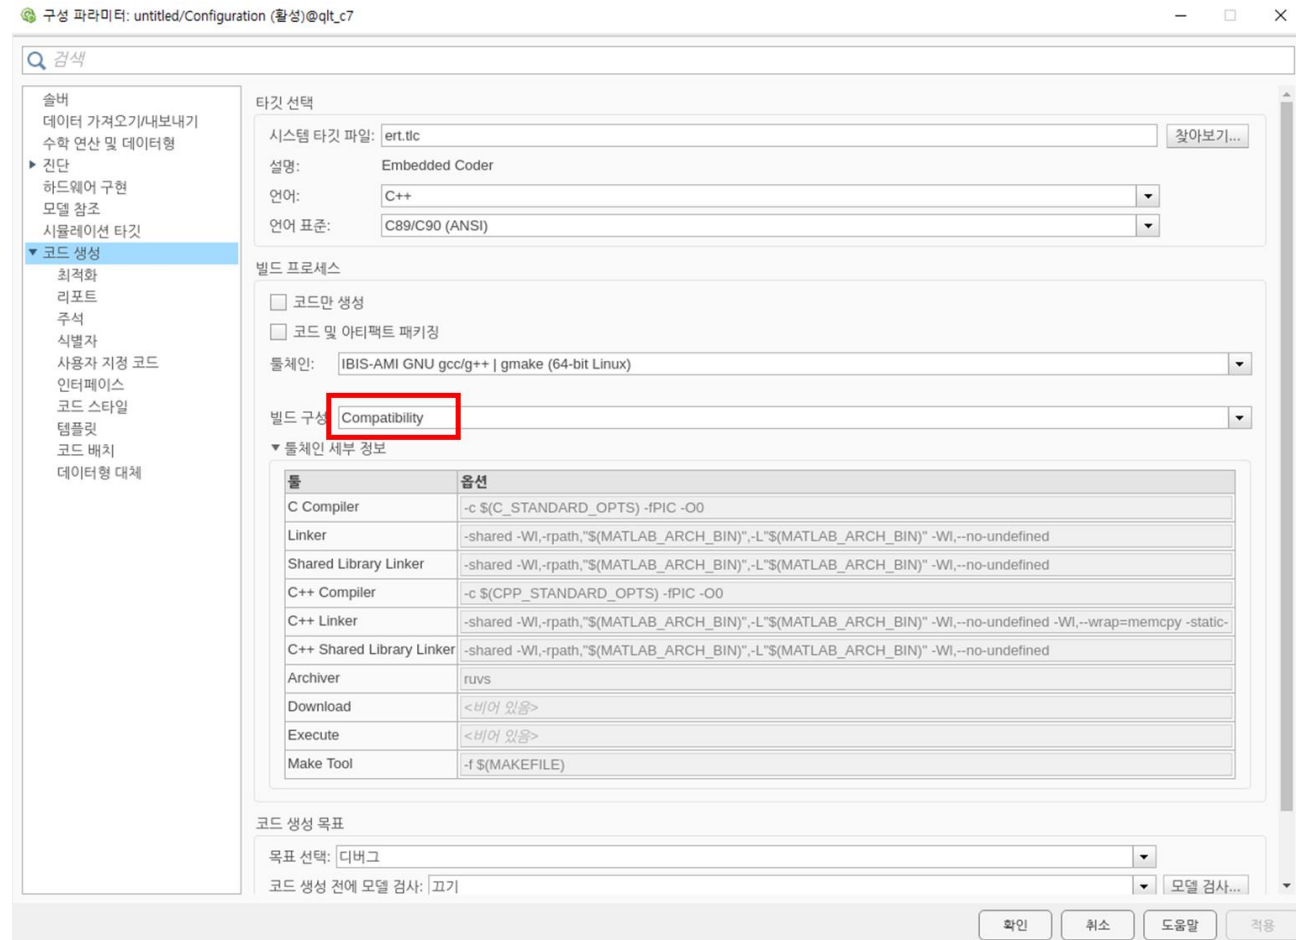 구성 파라미터: untitled/Configuration (활성)@qlt_c7
검색
솔버
데이터 가져오기/내보내기
수학 연산 및 데이터형
진단
하드웨어 구현
모델 참조
시뮬레이션 타깃
코드 생성
최적화
리포트
주석
식별자
사용자 지정 코드
인터페이스
코드 스타일
템플릿
코드 배치
데이터형 대체
타깃 선택
시스템 타깃 파일: ert.tlc 찾아보기...
설명: Embedded Coder
언어: C++
언어 표준: C89/C90 (ANSI)
빌드 프로세스
코드만 생성
코드 및 아티팩트 패키징
툴체인: IBIS-AMI GNU gcc/g++ | gmake (64-bit Linux)
빌드 구성 Compatibility
툴체인 세부 정보
툴 옵션
C Compiler -c $(C_STANDARD_OPTS) -fPIC -O0
Linker -shared -Wl,-rpath,"$(MATLAB_ARCH_BIN)",-L"$(MATLAB_ARCH_BIN)" -Wl,--no-undefined
Shared Library Linker -shared -Wl,-rpath,"$(MATLAB_ARCH_BIN)",-L"$(MATLAB_ARCH_BIN)" -Wl,--no-undefined
C++ Compiler -c $(CPP_STANDARD_OPTS) -fPIC -O0
C++ Linker -shared -Wl,-rpath,"$(MATLAB_ARCH_BIN)",-L"$(MATLAB_ARCH_BIN)" -Wl,--no-undefined -Wl,--wrap=memcpy -static-
C++ Shared Library Linker -shared -Wl,-rpath,"$(MATLAB_ARCH_BIN)",-L"$(MATLAB_ARCH_BIN)" -Wl,--no-undefined
Archiver ruvs
Download <비어 있음>
Execute <비어 있음>
Make Tool -f $(MAKEFILE)
코드 생성 목표
목표 선택: 디버그
코드 생성 전에 모델 검사: 끄기 모델 검사...
확인 취소 도움말 적용